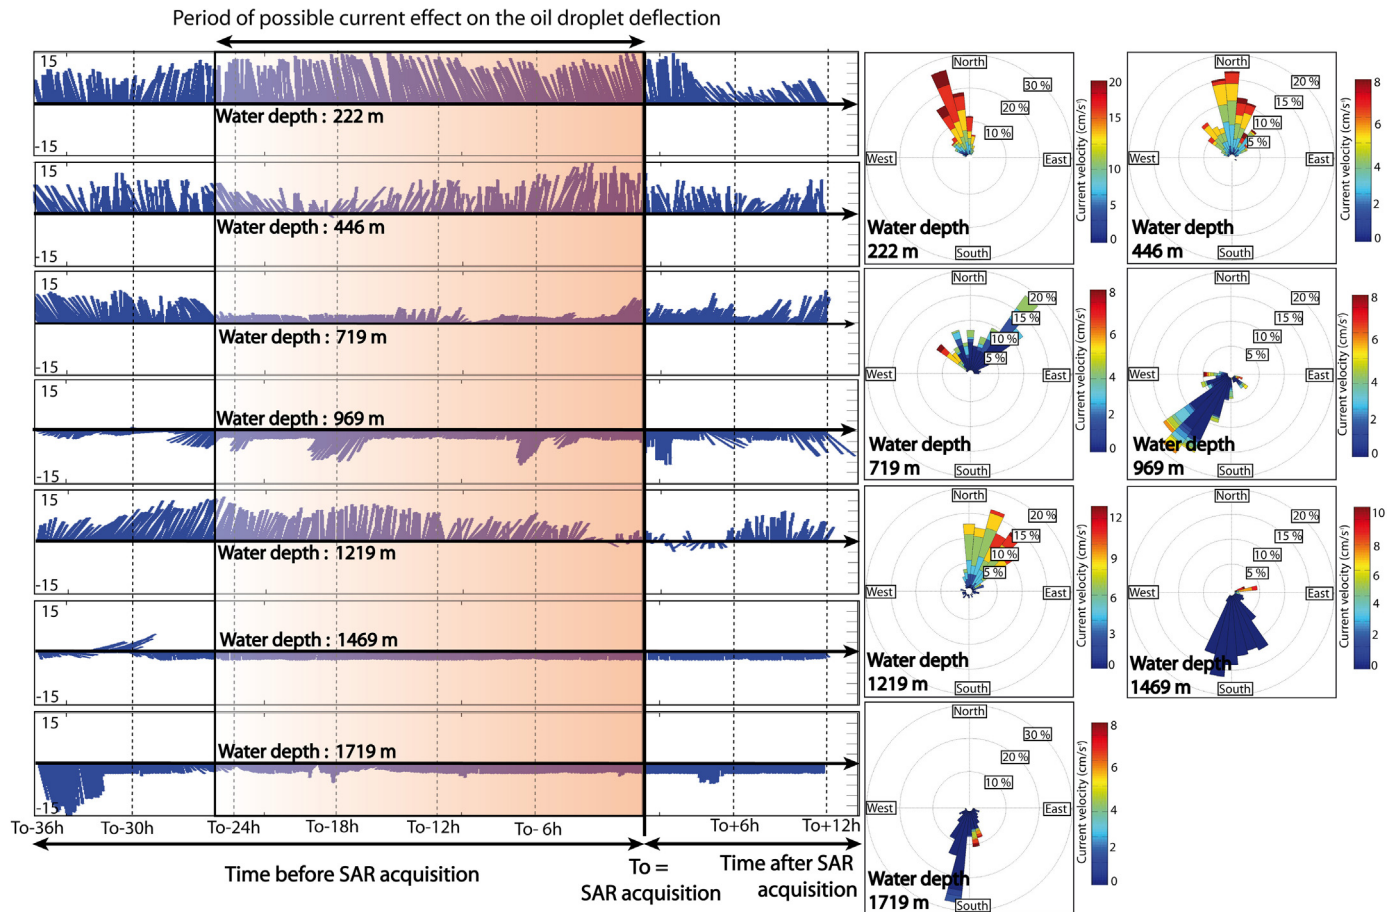 Period of possible current effect on the oil droplet deflection
15
Water depth : 222 m
-15
15
Water depth : 446 m
-15
15
Water depth : 719 m
-15
15
Water depth : 969 m
-15
15
Water depth : 1219 m
-15
15
Water depth : 1469 m
-15
15
Water depth : 1719 m
-15
To-36h To-30h To-24h To-18h To-12h To-6h To+6h To+12h
Time before SAR acquisition
To =
SAR acquisition
Time after SAR
acquisition
North
30 %
20 %
10 %
West East
Water depth
222 m
South
20
15
10
5
0
Current velocity (cm/s¹)
North
20 %
15 %
10 %
5 %
West East
Water depth
446 m
South
8
6
4
2
0
Current velocity (cm/s¹)
North
20 %
15 %
10 %
5 %
West East
Water depth
719 m
South
8
6
4
2
0
Current velocity (cm/s¹)
North
20 %
15 %
10 %
5 %
West East
Water depth
969 m
South
8
6
4
2
0
Current velocity (cm/s¹)
North
20 %
15 %
10 %
5 %
West East
Water depth
1219 m
South
12
9
6
3
0
Current velocity (cm/s¹)
North
20 %
15 %
10 %
5 %
West East
Water depth
1469 m
South
10
8
6
4
2
0
Current velocity (cm/s¹)
North
30 %
20 %
10 %
West East
Water depth
1719 m
South
8
6
4
2
0
Current velocity (cm/s¹)